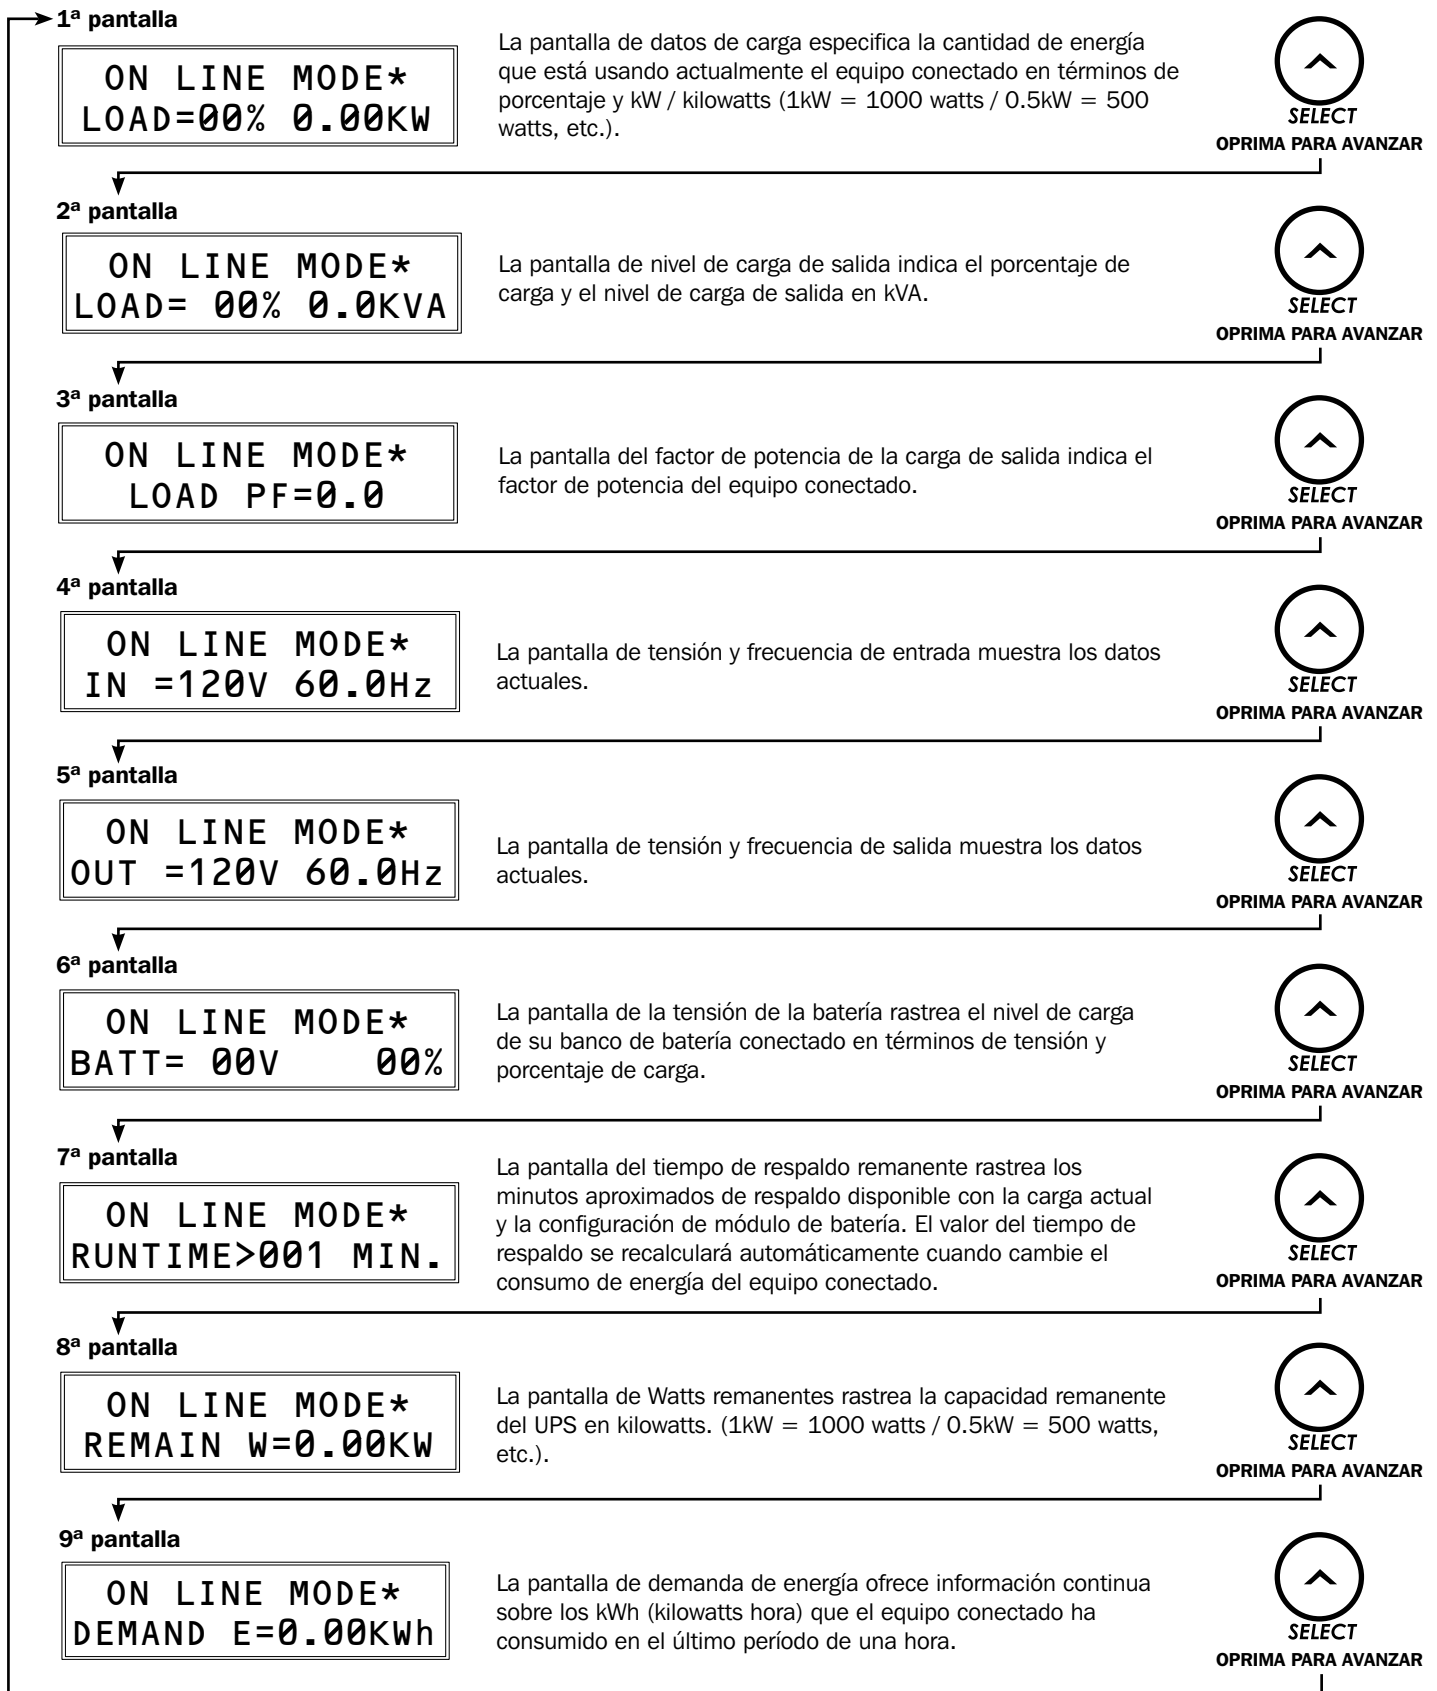 1ª pantalla
ON LINE MODE*
LOAD=00% 0.00KW
La pantalla de datos de carga especifica la cantidad de energía
que está usando actualmente el equipo conectado en términos de
porcentaje y kW / kilowatts (1kW = 1000 watts / 0.5kW = 500
watts, etc.).
SELECT
OPRIMA PARA AVANZAR
2ª pantalla
ON LINE MODE*
LOAD= 00% 0.0KVA
La pantalla de nivel de carga de salida indica el porcentaje de
carga y el nivel de carga de salida en kVA.
SELECT
OPRIMA PARA AVANZAR
3ª pantalla
ON LINE MODE*
LOAD PF=0.0
La pantalla del factor de potencia de la carga de salida indica el
factor de potencia del equipo conectado.
SELECT
OPRIMA PARA AVANZAR
4ª pantalla
ON LINE MODE*
IN =120V 60.0Hz
La pantalla de tensión y frecuencia de entrada muestra los datos
actuales.
SELECT
OPRIMA PARA AVANZAR
5ª pantalla
ON LINE MODE*
OUT =120V 60.0Hz
La pantalla de tensión y frecuencia de salida muestra los datos
actuales.
SELECT
OPRIMA PARA AVANZAR
6ª pantalla
ON LINE MODE*
BATT= 00V 00%
La pantalla de la tensión de la batería rastrea el nivel de carga
de su banco de batería conectado en términos de tensión y
porcentaje de carga.
SELECT
OPRIMA PARA AVANZAR
7ª pantalla
ON LINE MODE*
RUNTIME>001 MIN.
La pantalla del tiempo de respaldo remanente rastrea los
minutos aproximados de respaldo disponible con la carga actual
y la configuración de módulo de batería. El valor del tiempo de
respaldo se recalculará automáticamente cuando cambie el
consumo de energía del equipo conectado.
SELECT
OPRIMA PARA AVANZAR
8ª pantalla
ON LINE MODE*
REMAIN W=0.00KW
La pantalla de Watts remanentes rastrea la capacidad remanente
del UPS en kilowatts. (1kW = 1000 watts / 0.5kW = 500 watts,
etc.).
SELECT
OPRIMA PARA AVANZAR
9ª pantalla
ON LINE MODE*
DEMAND E=0.00KWh
La pantalla de demanda de energía ofrece información continua
sobre los kWh (kilowatts hora) que el equipo conectado ha
consumido en el último período de una hora.
SELECT
OPRIMA PARA AVANZAR